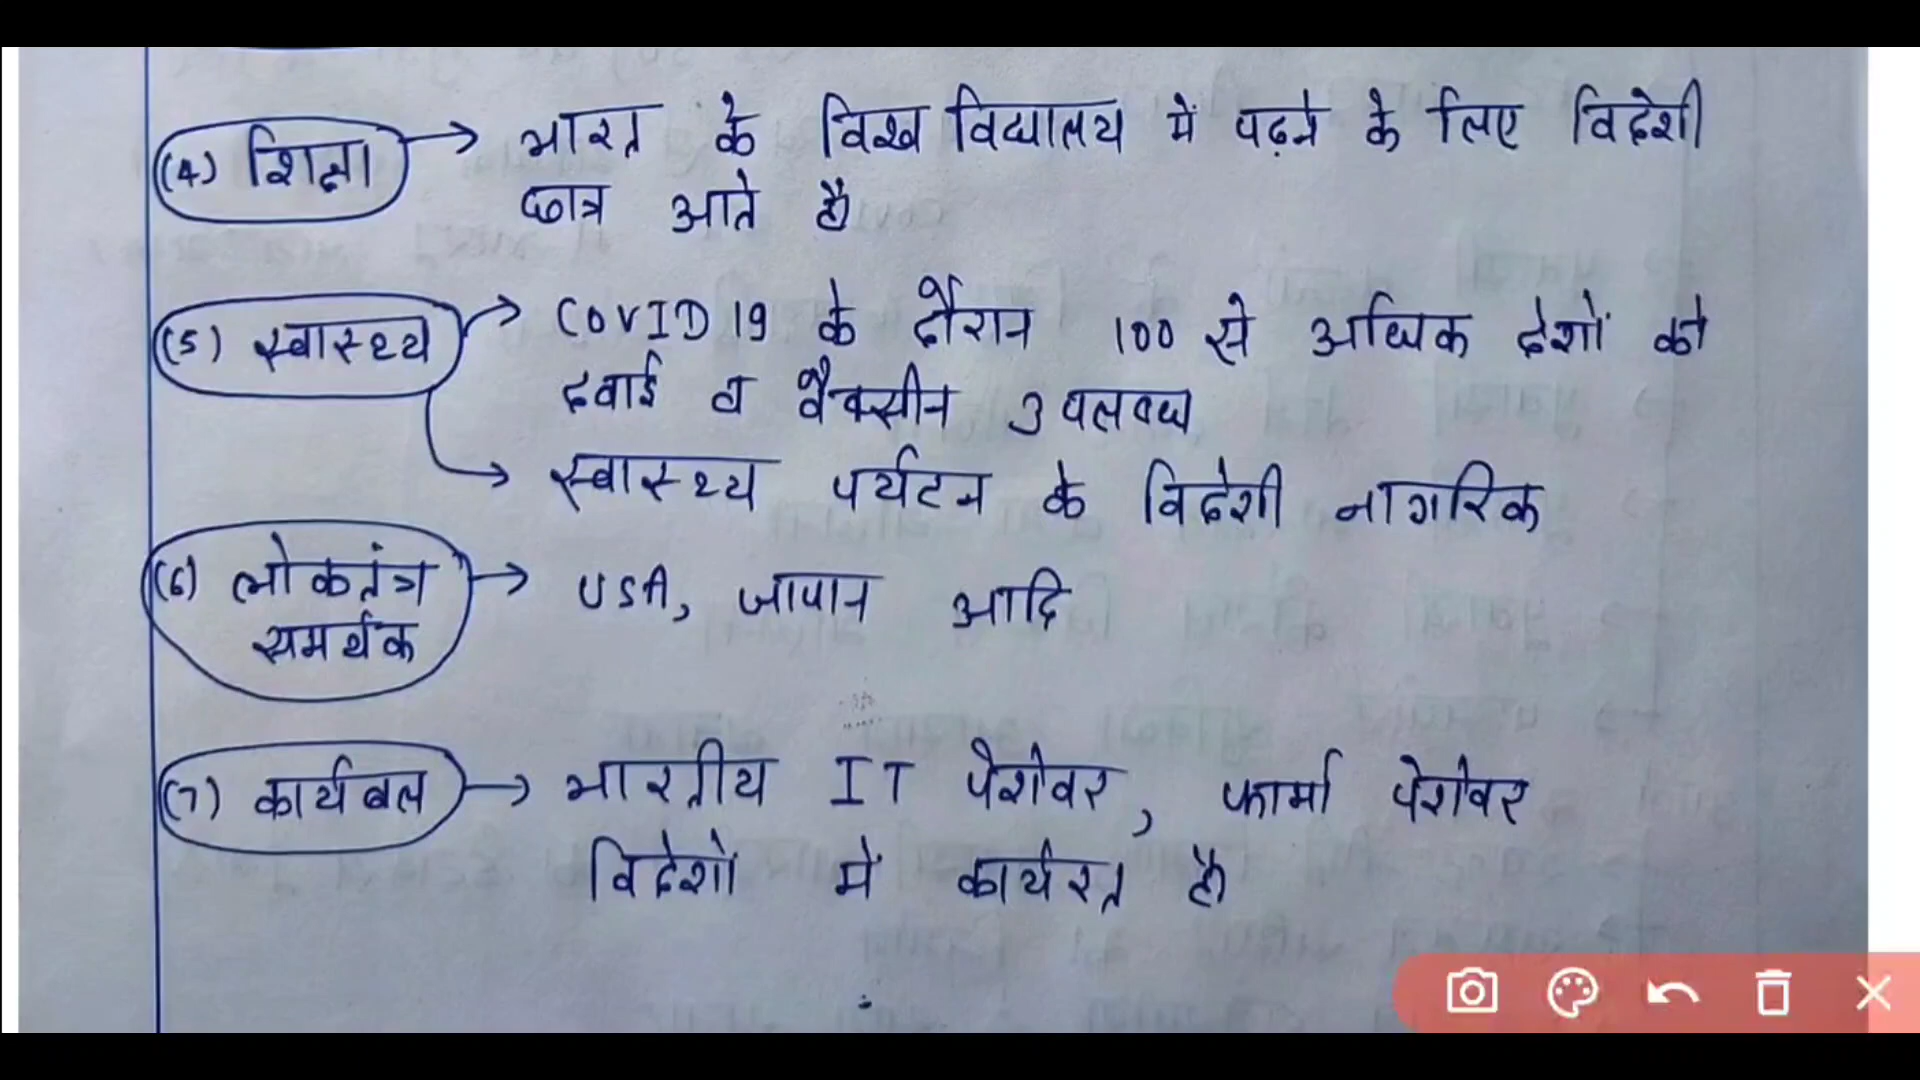 (4) शिक्षा → भारत के विश्व विद्यालय में पढ़ने के लिए विदेशी
छात्र आते है
(5) स्वास्थ्य → COVID 19 के दौरान 100 से अधिक देशों को
दवाई व वैक्सीन उपलब्ध
→ स्वास्थ्य पर्यटन के विदेशी नागरिक
(6) लोकतंत्र → USA, जापान आदि
समर्थक
(7) कार्यबल → भारतीय IT पेशेवर, फार्मा पेशेवर
विदेशों में कार्यरत है